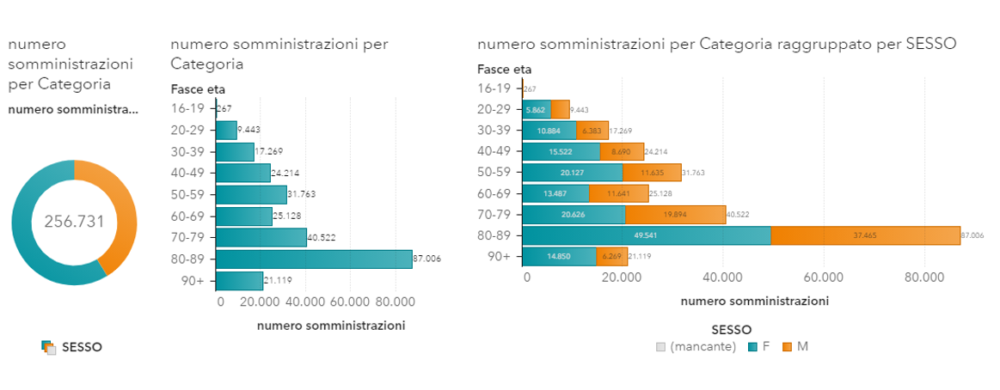 numero
somministrazioni
per Categoria
numero somministra...
256.731
SESSO
numero somministrazioni per
Categoria
Fasce eta
16-19 267
20-29 9.443
30-39 17.269
40-49 24.214
50-59 31.763
60-69 25.128
70-79 40.522
80-89 87.006
90+ 21.119
0 20.000 40.000 60.000 80.000
numero somministrazioni
numero somministrazioni per Categoria raggruppato per SESSO
Fasce eta
16-19 267
20-29 5.862 9.443
30-39 10.884 6.383 17.269
40-49 15.522 8.690 24.214
50-59 20.127 11.635 31.763
60-69 13.487 11.641 25.128
70-79 20.626 19.894 40.522
80-89 49.541 37.465 87.006
90+ 14.850 6.269 21.119
0 20.000 40.000 60.000 80.000
numero somministrazioni
SESSO
(mancante) F M